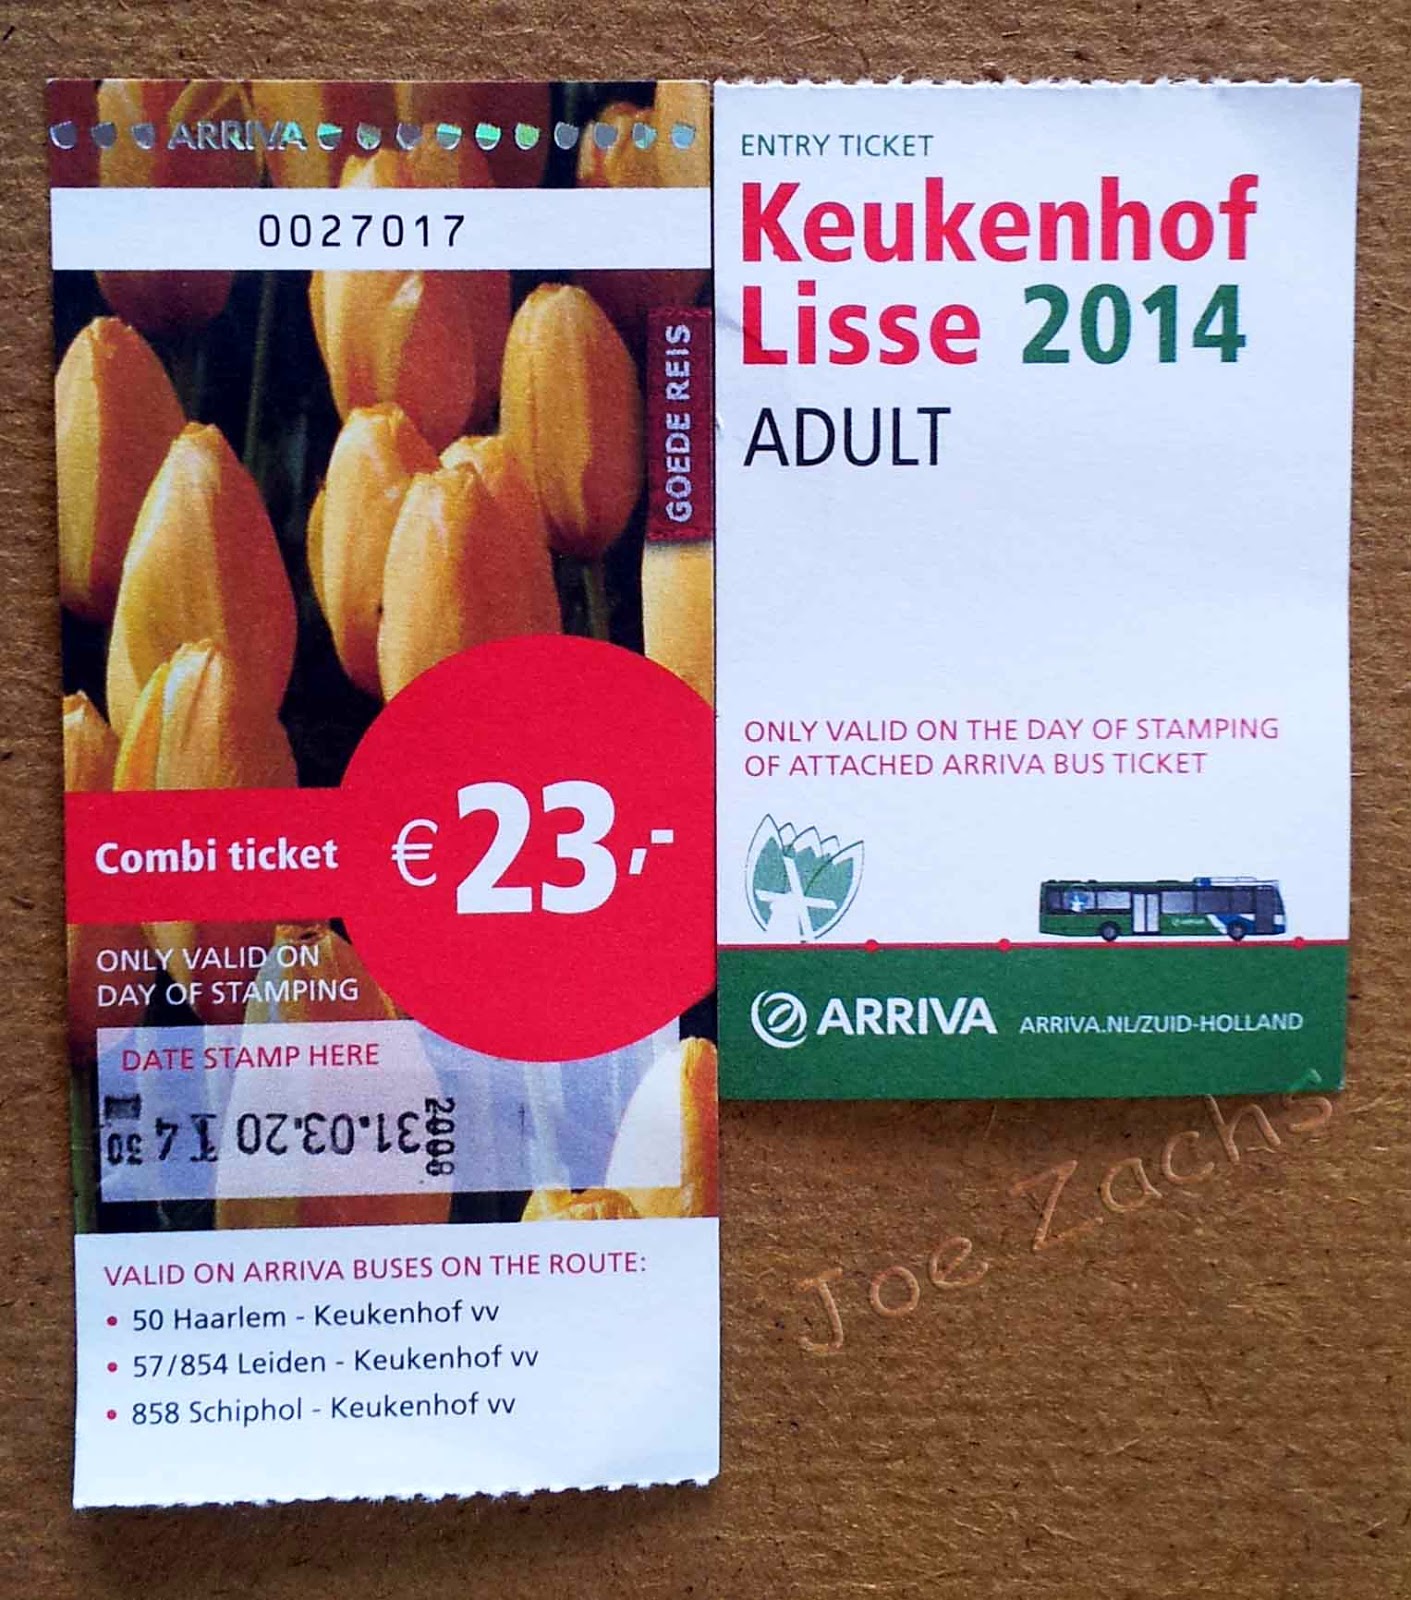 ARRIVA
0027017
GOEDE REIS
Combi ticket
€23,-
ONLY VALID ON
DAY OF STAMPING
DATE STAMP HERE
2008 31.03.20 14 30
VALID ON ARRIVA BUSES ON THE ROUTE:
• 50 Haarlem - Keukenhof vv
• 57/854 Leiden - Keukenhof vv
• 858 Schiphol - Keukenhof vv
ENTRY TICKET
Keukenhof
Lisse 2014
ADULT
ONLY VALID ON THE DAY OF STAMPING
OF ATTACHED ARRIVA BUS TICKET
ARRIVA ARRIVA.NL/ZUID-HOLLAND
Joe Zachs